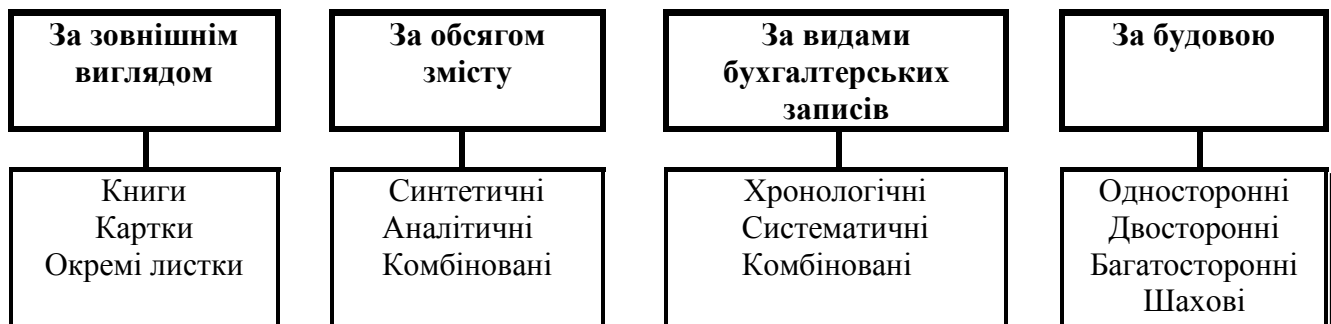 За зовнішнім
виглядом
За обсягом
змісту
За видами
бухгалтерських
записів
За будовою
Книги
Картки
Окремі листки
Синтетичні
Аналітичні
Комбіновані
Хронологічні
Систематичні
Комбіновані
Односторонні
Двосторонні
Багатосторонні
Шахові